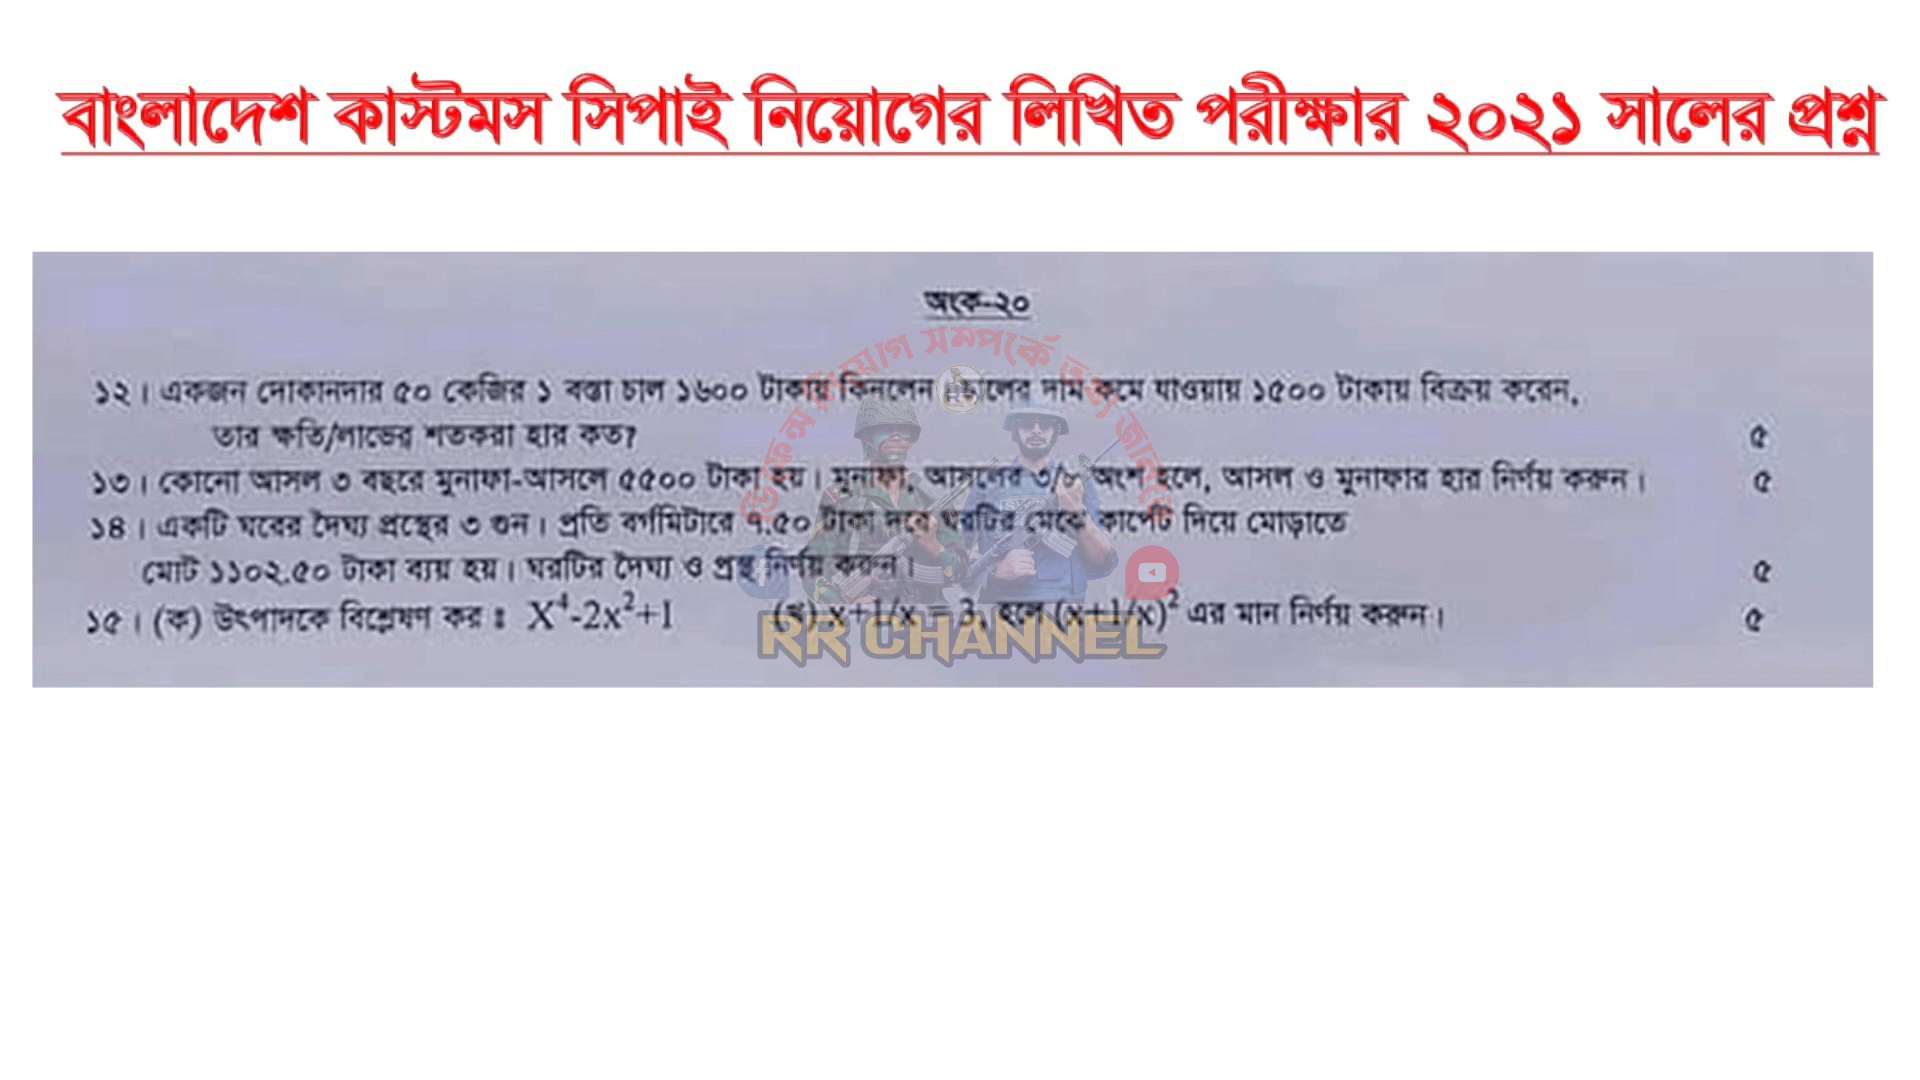 বাংলাদেশ কাস্টমস সিপাই নিয়োগের লিখিত পরীক্ষার ২০২১ সালের প্রশ্ন
অংক-২০
১২। একজন দোকানদার ৫০ কেজির ১ বস্তা চাল ১৬০০ টাকায় কিনলেন চালের দাম কমে যাওয়ায় ১৫০০ টাকায় বিক্রয় করেন,
তার ক্ষতি/লাভের শতকরা হার কত? ৫
১৩। কোনো আসল ৩ বছরে মুনাফা-আসলে ৫৫০০ টাকা হয়। মুনাফা, আসলের ৩/৮ অংশ হলে, আসল ও মুনাফার হার নির্ণয় করুন। ৫
১৪। একটি ঘরের দৈর্ঘ্য প্রস্থের ৩ গুন। প্রতি বর্গমিটারে ৭.৫০ টাকা দরে ঘরটির মেঝে কার্পেট দিয়ে মোড়াতে
মোট ১১০২.৫০ টাকা ব্যয় হয়। ঘরটির দৈর্ঘ্য ও প্রস্থ নির্ণয় করুন। ৫
১৫। (ক) উৎপাদকে বিশ্লেষণ কর ঃ X⁴-2x²+1 (খ) x+1/x = 3, হলে (x+1/x)² এর মান নির্ণয় করুন। ৫
ডিফেন্স নিয়োগ সম্পর্কে তথ্য জানুন
RR CHANNEL